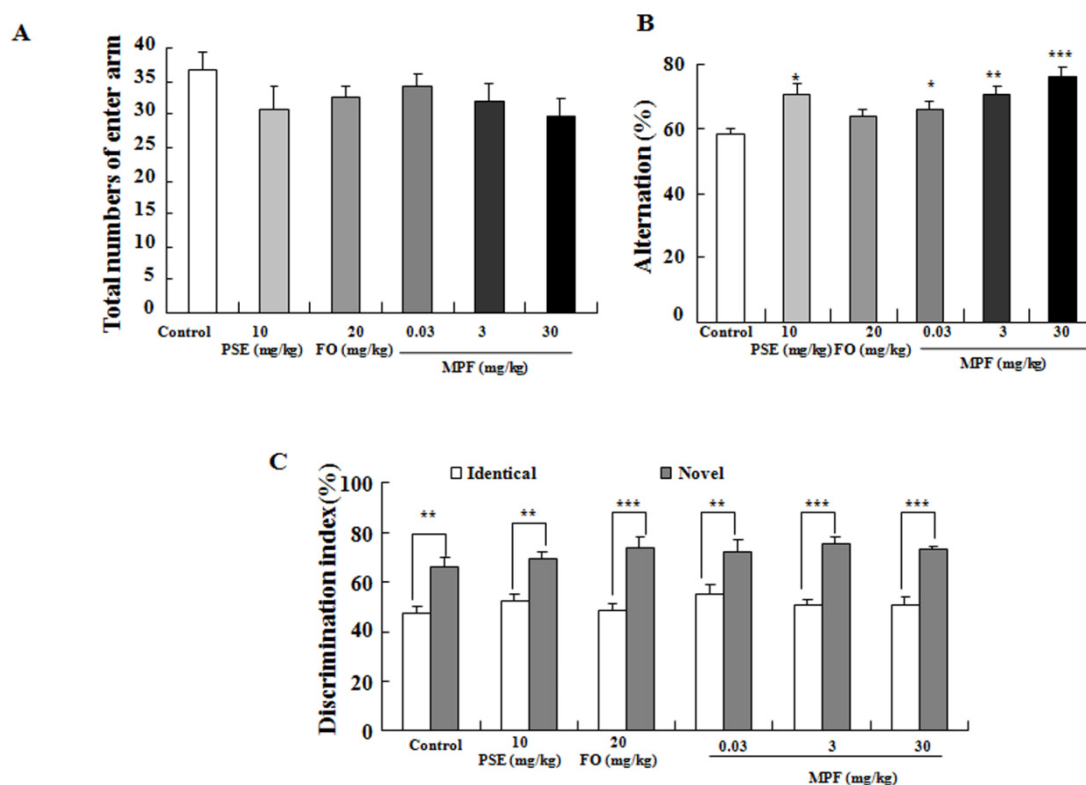 A
Total numbers of enter arm
40
35
30
25
20
15
10
5
0
Control 10 20 0.03 3 30
PSE (mg/kg) FO (mg/kg)
MPF (mg/kg)
B
Alternation (%)
80
60
40
20
0
* * ** ***
Control 10 20 0.03 3 30
PSE (mg/kg) FO (mg/kg)
MPF (mg/kg)
C
Identical Novel
Discrimination index (%)
100
80
60
40
20
0
** ** *** ** *** ***
Control 10 20 0.03 3 30
PSE (mg/kg) FO (mg/kg)
MPF (mg/kg)